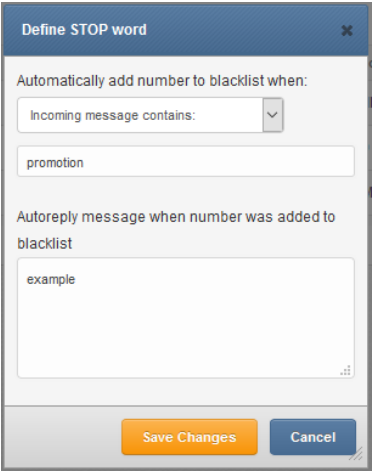 Define STOP word
Automatically add number to blacklist when:
Incoming message contains:
promotion
Autoreply message when number was added to
blacklist
example
Save Changes
Cancel